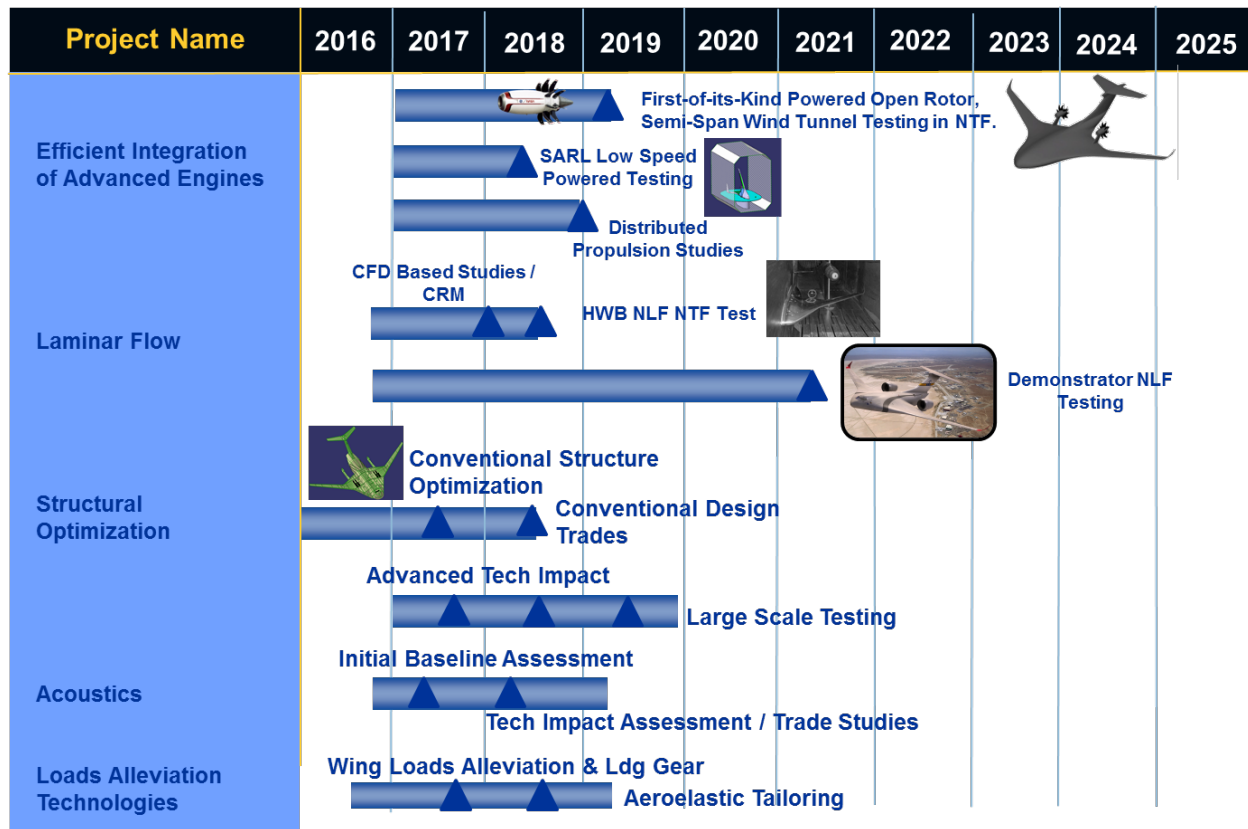 Project Name 2016 2017 2018 2019 2020 2021 2022 2023 2024 2025
Efficient Integration
of Advanced Engines
First-of-its-Kind Powered Open Rotor,
Semi-Span Wind Tunnel Testing in NTF.
SARL Low Speed
Powered Testing
Distributed
Propulsion Studies
Laminar Flow
CFD Based Studies /
CRM
HWB NLF NTF Test
Demonstrator NLF
Testing
Structural
Optimization
Conventional Structure
Optimization
Conventional Design
Trades
Advanced Tech Impact
Large Scale Testing
Acoustics
Initial Baseline Assessment
Tech Impact Assessment / Trade Studies
Loads Alleviation
Technologies
Wing Loads Alleviation & Ldg Gear
Aeroelastic Tailoring